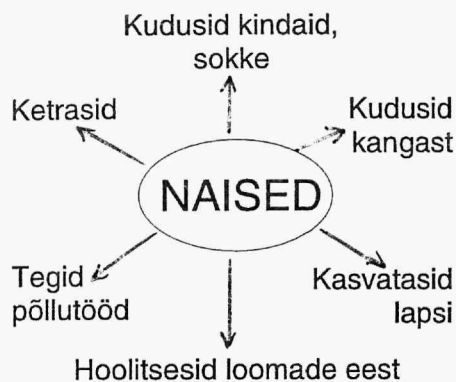 Kudusid kindaid,
sokke
Ketrasid
Kudusid
kangast
NAISED
Tegid
põllutööd
Kasvatasid
lapsi
Hoolitsesid loomade eest